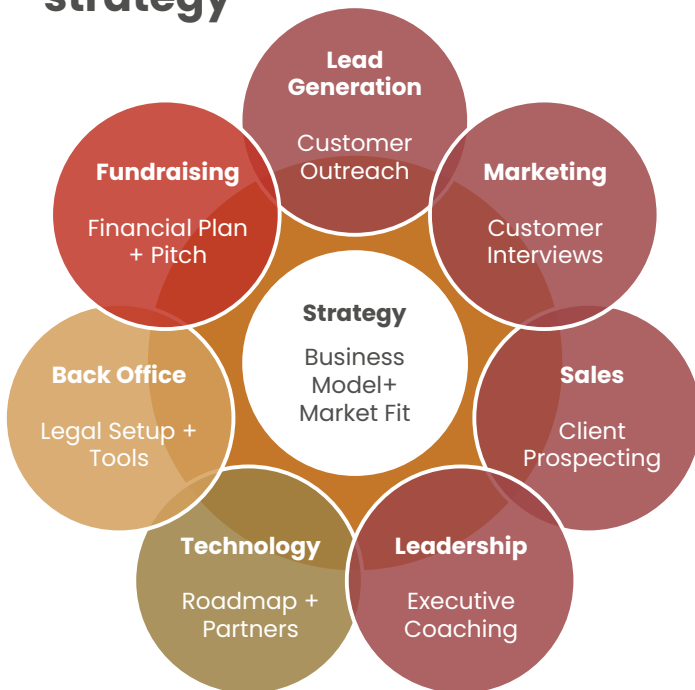 strategy
Lead
Generation
Customer
Outreach
Fundraising
Financial Plan
+ Pitch
Marketing
Customer
Interviews
Strategy
Business
Model+
Market Fit
Back Office
Legal Setup +
Tools
Sales
Client
Prospecting
Technology
Roadmap +
Partners
Leadership
Executive
Coaching